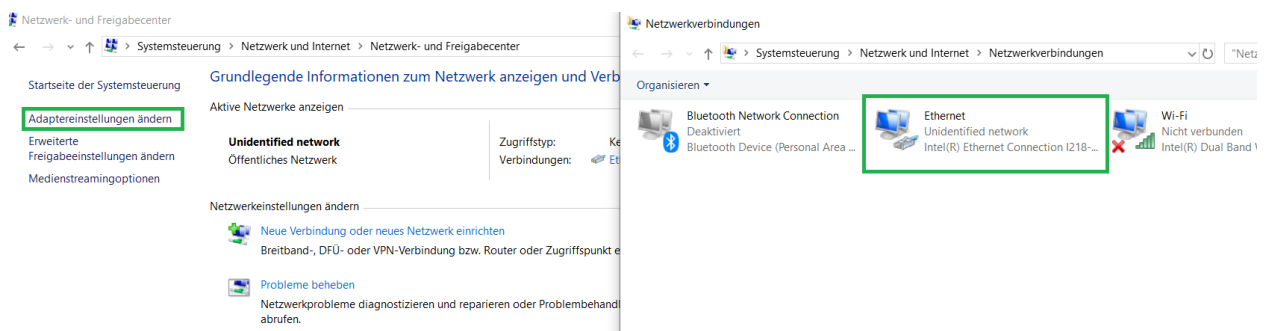 Netzwerk- und Freigabecenter
Systemsteuerung > Netzwerk und Internet > Netzwerk- und Freigabecenter
Startseite der Systemsteuerung
Adaptereinstellungen ändern
Erweiterte
Freigabeeinstellungen ändern
Medienstreamingoptionen
Grundlegende Informationen zum Netzwerk anzeigen und Verb
Aktive Netzwerke anzeigen
Unidentified network
Öffentliches Netzwerk
Zugriffstyp: Ke
Verbindungen: Et
Netzwerkeinstellungen ändern
Neue Verbindung oder neues Netzwerk einrichten
Breitband-, DFÜ- oder VPN-Verbindung bzw. Router oder Zugriffspunkt e
Probleme beheben
Netzwerkprobleme diagnostizieren und reparieren oder Problembehandl
abrufen.
Netzwerkverbindungen
Systemsteuerung > Netzwerk und Internet > Netzwerkverbindungen
"Netz
Organisieren
Bluetooth Network Connection
Deaktiviert
Bluetooth Device (Personal Area ...
Ethernet
Unidentified network
Intel(R) Ethernet Connection I218-...
Wi-Fi
Nicht verbunden
Intel(R) Dual Band